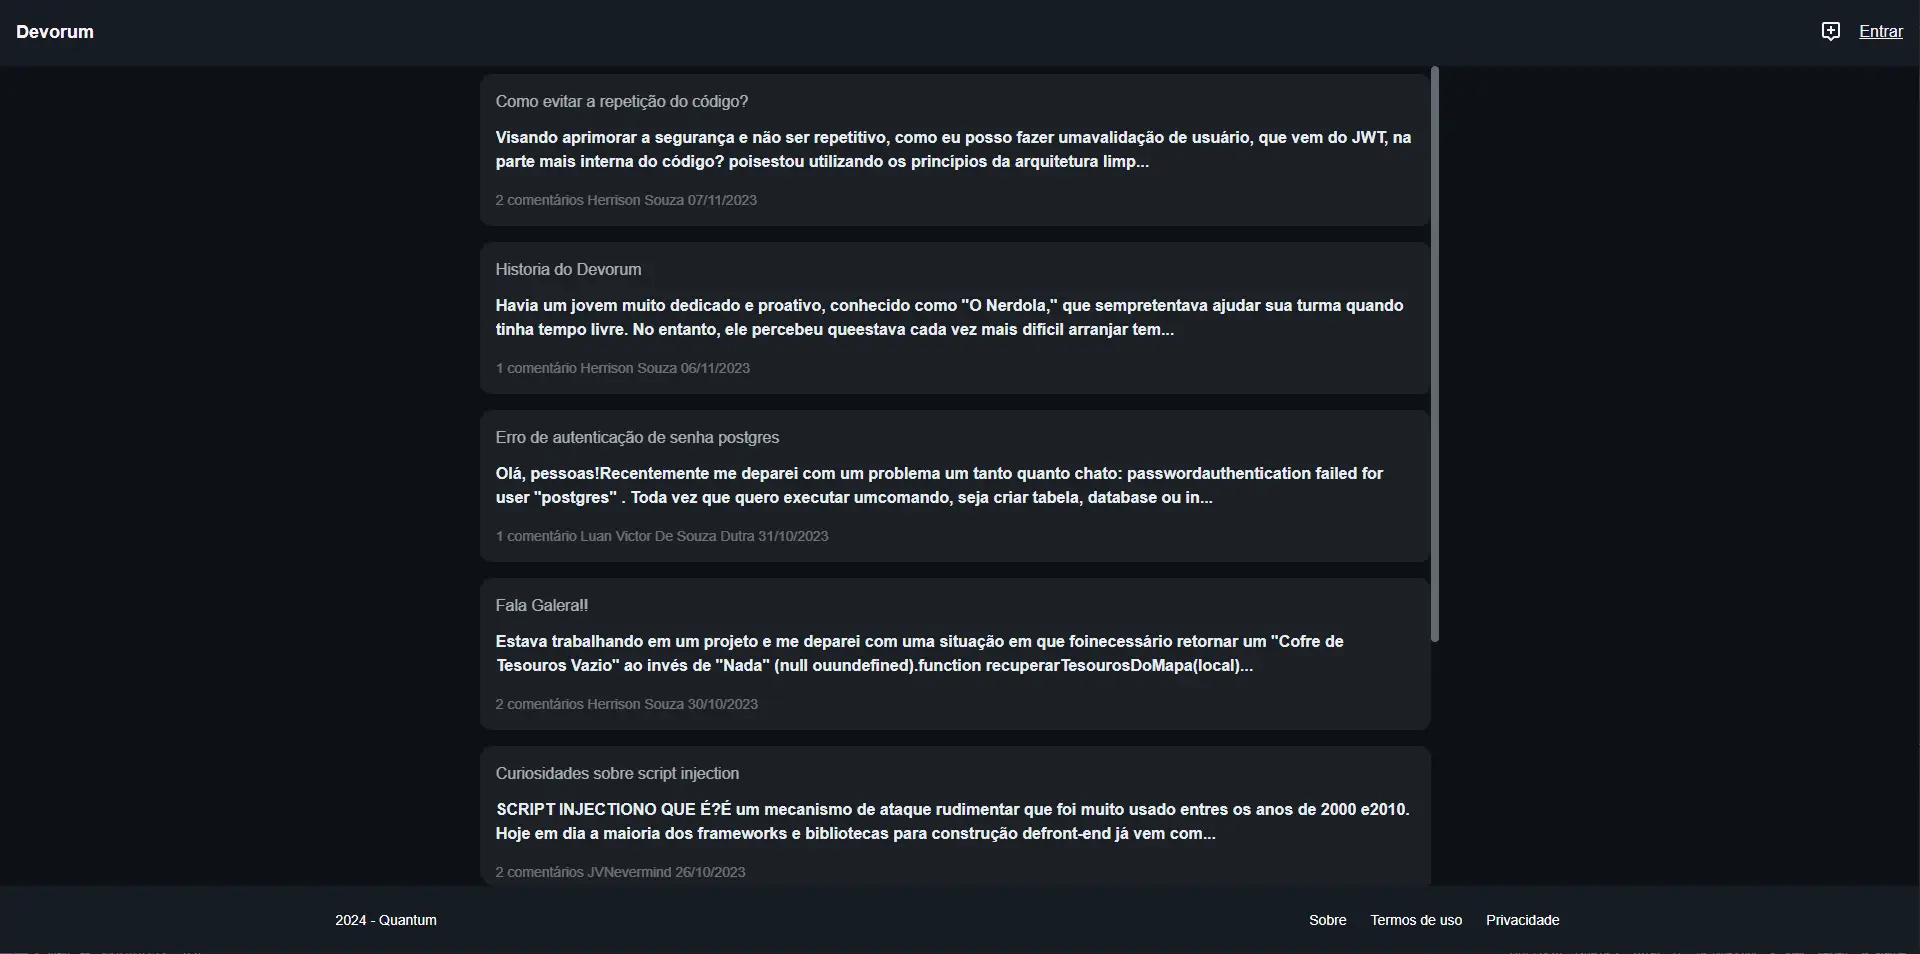 Devorum
Entrar
Como evitar a repetição do código?
Visando aprimorar a segurança e não ser repetitivo, como eu posso fazer umavalidação de usuário, que vem do JWT, na
parte mais interna do código? poisestou utilizando os princípios da arquitetura limp...
2 comentários Herrison Souza 07/11/2023
Historia do Devorum
Havia um jovem muito dedicado e proativo, conhecido como "O Nerdola," que sempretentava ajudar sua turma quando
tinha tempo livre. No entanto, ele percebeu queestava cada vez mais difícil arranjar tem...
1 comentário Herrison Souza 06/11/2023
Erro de autenticação de senha postgres
Olá, pessoas!Recentemente me deparei com um problema um tanto quanto chato: passwordauthentication failed for
user "postgres" . Toda vez que quero executar umcomando, seja criar tabela, database ou in...
1 comentário Luan Victor De Souza Dutra 31/10/2023
Fala Galera!!
Estava trabalhando em um projeto e me deparei com uma situação em que foinecessário retornar um "Cofre de
Tesouros Vazio" ao invés de "Nada" (null ouundefined).function recuperarTesourosDoMapa(local)...
2 comentários Herrison Souza 30/10/2023
Curiosidades sobre script injection
SCRIPT INJECTIONO QUE É?É um mecanismo de ataque rudimentar que foi muito usado entres os anos de 2000 e2010.
Hoje em dia a maioria dos frameworks e bibliotecas para construção defront-end já vem com...
2 comentários JVNevermind 26/10/2023
2024 - Quantum
Sobre
Termos de uso
Privacidade